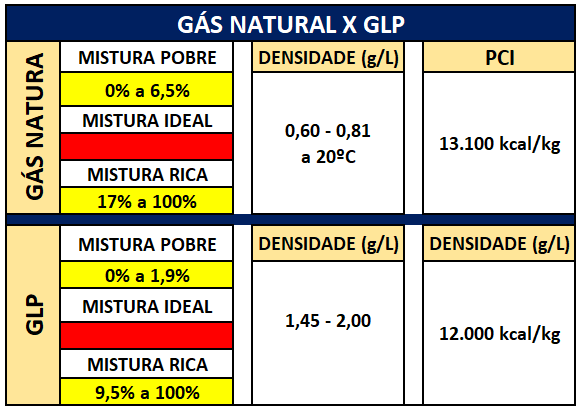 GÁS NATURAL X GLP
GÁS NATURA
MISTURA POBRE
0% a 6,5%
MISTURA IDEAL
MISTURA RICA
17% a 100%
DENSIDADE (g/L)
0,60 - 0,81
a 20ºC
PCI
13.100 kcal/kg
GLP
MISTURA POBRE
0% a 1,9%
MISTURA IDEAL
MISTURA RICA
9,5% a 100%
DENSIDADE (g/L)
1,45 - 2,00
DENSIDADE (g/L)
12.000 kcal/kg